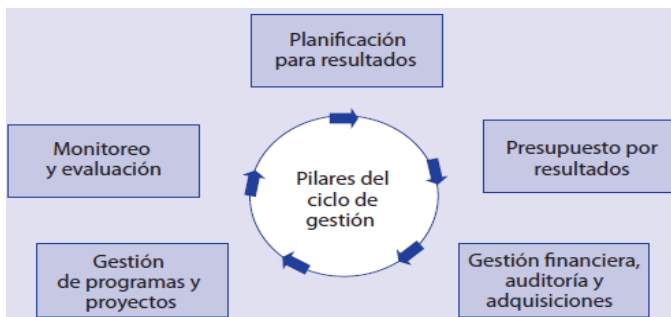 Planificación
para resultados
Monitoreo
y evaluación
Presupuesto por
resultados
Pilares del
ciclo de
gestión
Gestión
de programas y
proyectos
Gestión financiera,
auditoría y
adquisiciones